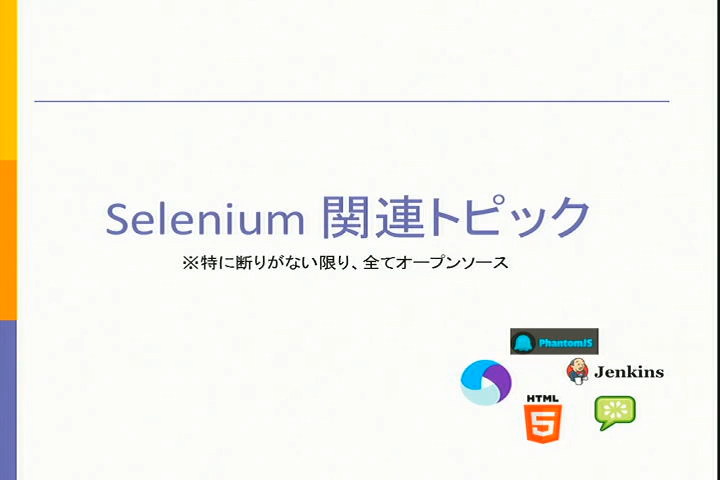 Selenium 関連トピック
※特に断りがない限り、全てオープンソース
PhantomJS
Jenkins
HTML
5